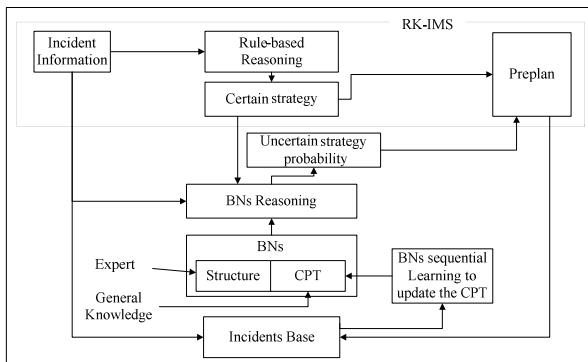 RK-IMS
Incident
Information
Rule-based
Reasoning
Preplan
Certain strategy
Uncertain strategy
probability
BNs Reasoning
BNs
Expert
Structure
CPT
BNs sequential
Learning to
update the CPT
General
Knowledge
Incidents Base